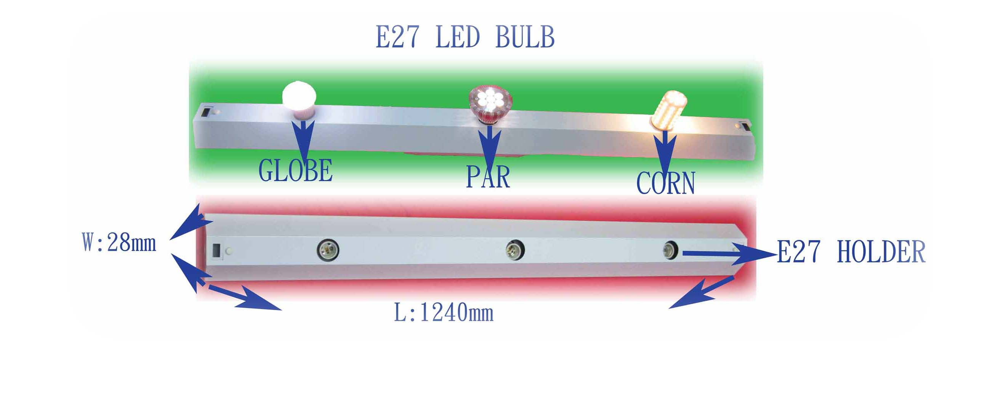 E27 LED BULB
GLOBE
PAR
CORN
W:28mm
E27 HOLDER
L:1240mm